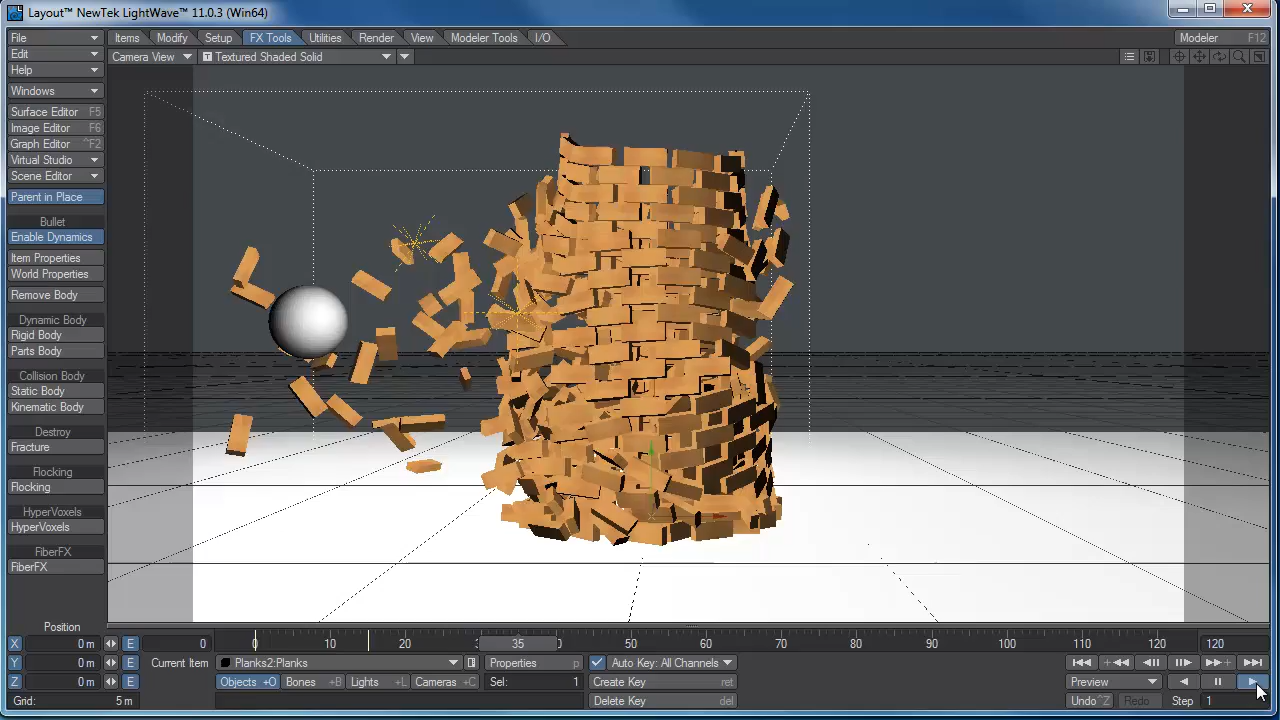 Layout™ NewTek LightWave™ 11.0.3 (Win64)
File
Items Modify Setup FX Tools Utilities Render View Modeler Tools I/O
Modeler F12
Edit
Camera View T Textured Shaded Solid
Help
Windows
Surface Editor F5
Image Editor F6
Graph Editor ^F2
Virtual Studio
Scene Editor
Parent in Place
Bullet
Enable Dynamics
Item Properties
World Properties
Remove Body
Dynamic Body
Rigid Body
Parts Body
Collision Body
Static Body
Kinematic Body
Destroy
Fracture
Flocking
Flocking
HyperVoxels
HyperVoxels
FiberFX
FiberFX
Position
X 0 m E 0 0 10 20 35 40 50 60 70 80 90 100 110 120 120
Y 0 m E Current Item Planks2:Planks Properties p Auto Key: All Channels
Z 0 m E Objects +O Bones +B Lights +L Cameras +C Sel: 1 Create Key ret Preview
Grid: 5 m Delete Key del Undo ^Z Redo Step 1